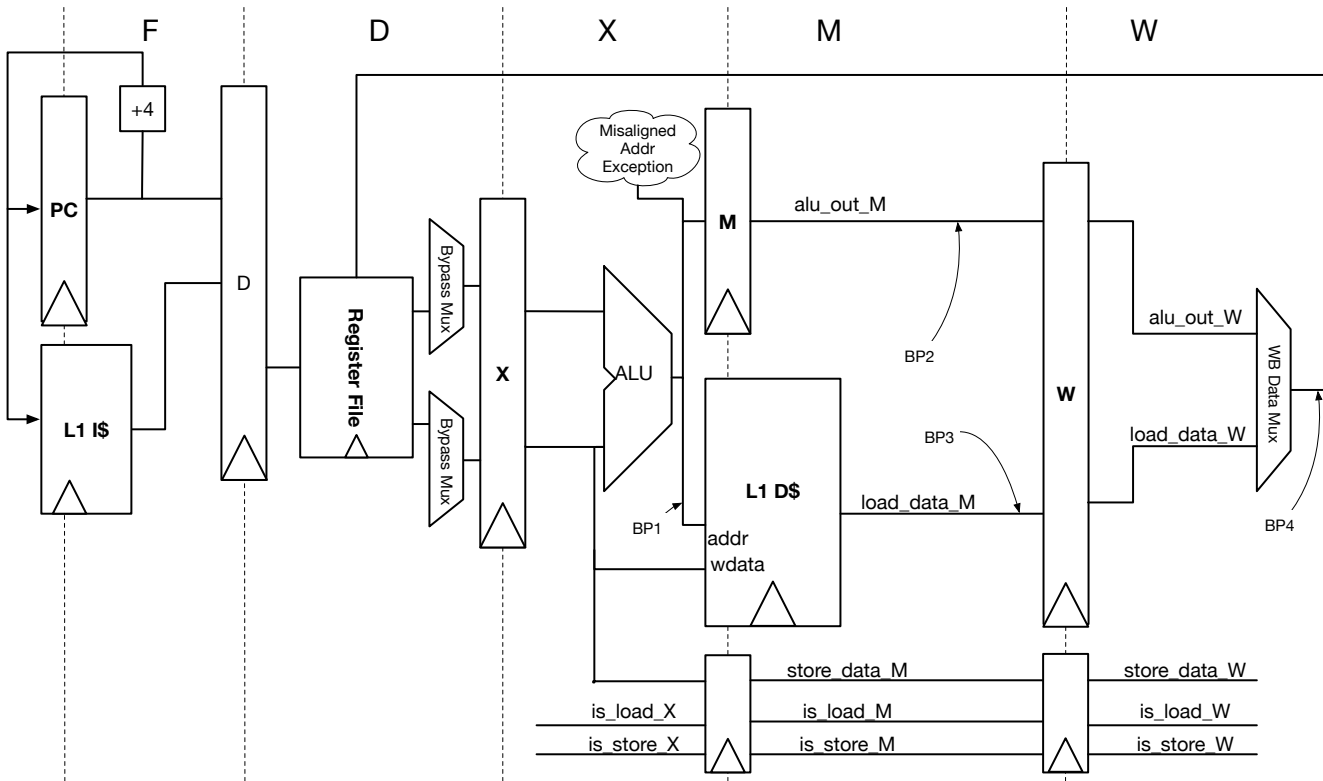 F
D
X
M
W
+4
Misaligned
Addr
Exception
PC
M
alu_out_M
D
Bypass Mux
Register File
X
ALU
BP2
alu_out_W
WB Data Mux
W
L1 I$
Bypass Mux
BP3
load_data_W
L1 D$
load_data_M
BP1
BP4
addr
wdata
store_data_M
store_data_W
is_load_X
is_load_M
is_load_W
is_store_X
is_store_M
is_store_W